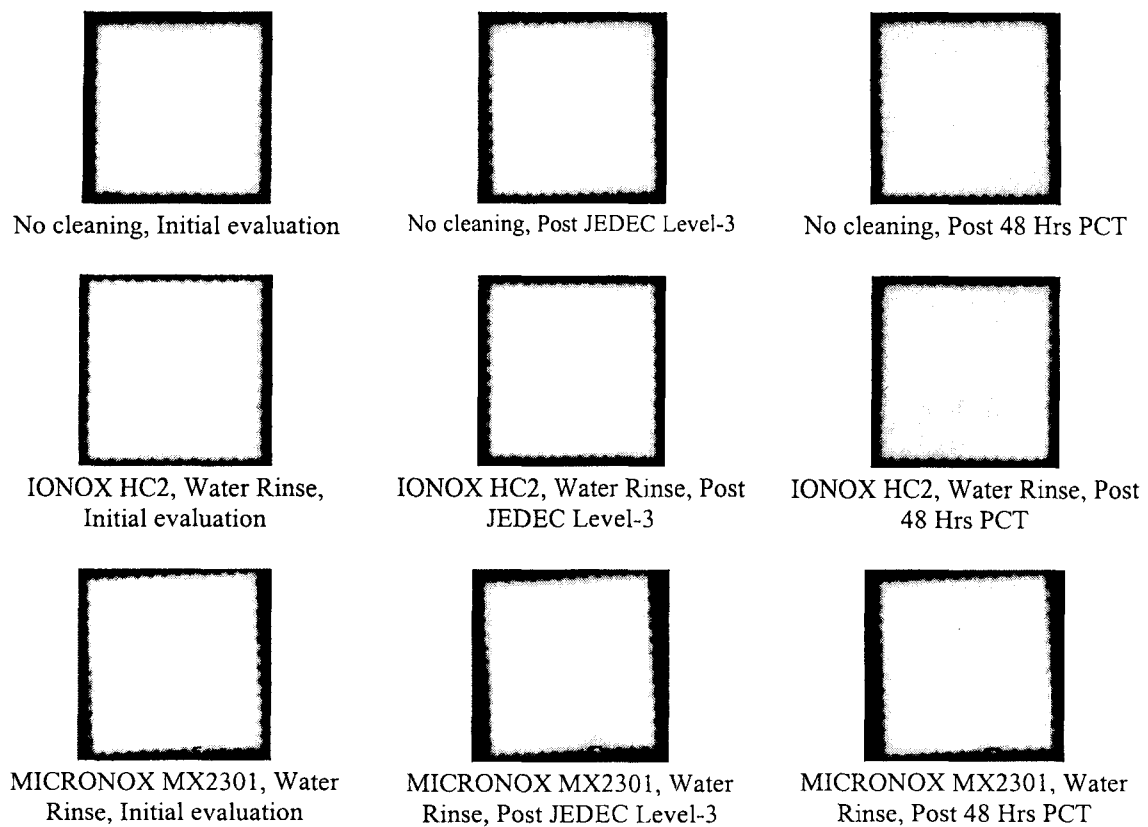 No cleaning, Initial evaluation
No cleaning, Post JEDEC Level-3
No cleaning, Post 48 Hrs PCT
IONOX HC2, Water Rinse,
Initial evaluation
IONOX HC2, Water Rinse, Post
JEDEC Level-3
IONOX HC2, Water Rinse, Post
48 Hrs PCT
MICRONOX MX2301, Water
Rinse, Initial evaluation
MICRONOX MX2301, Water
Rinse, Post JEDEC Level-3
MICRONOX MX2301, Water
Rinse, Post 48 Hrs PCT